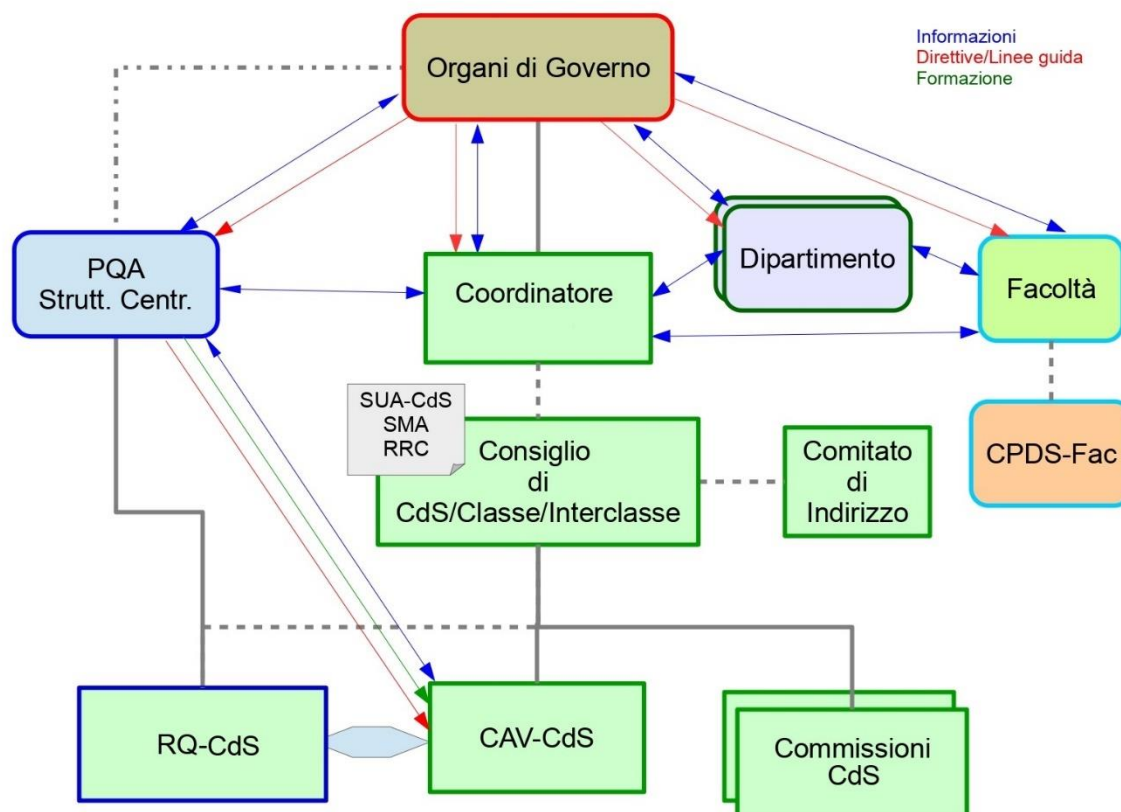 Organi di Governo
Informazioni
Direttive/Linee guida
Formazione
PQA
Strutt. Centr.
Coordinatore
Dipartimento
Facoltà
SUA-CdS
SMA
RRC
Consiglio
di
CdS/Classe/Interclasse
Comitato
di
Indirizzo
CPDS-Fac
RQ-CdS
CAV-CdS
Commissioni
CdS